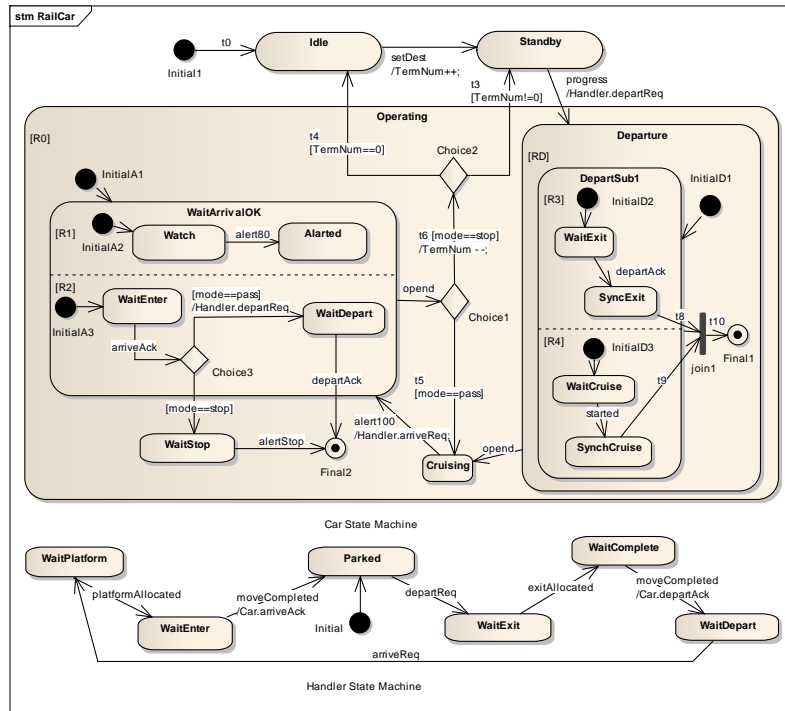 stm RailCar
t0
Idle
Standby
Initial1
setDest
/TermNum++;
t3
[TermNum!=0]
progress
/Handler.departReq
Operating
[R0]
t4
[TermNum==0]
Choice2
Departure
[RD]
InitialA1
DepartSub1
InitialD1
[R3]
InitialD2
WaitArrivalOK
InitialA2
[R1]
Watch
alert80
Alarted
t6 [mode==stop]
/TermNum - -;
WaitExit
departAck
SyncExit
[R2]
WaitEnter
InitialA3
[mode==pass]
/Handler.departReq
WaitDepart
opend
Choice1
t8
t10
Final1
join1
arriveAck
Choice3
[R4]
InitialD3
WaitCruise
t9
departAck
t5
[mode==pass]
[mode==stop]
alert100
/Handler.arriveReq;
started
WaitStop
alertStop
Final2
Cruising
opend
SynchCruise
Car State Machine
WaitPlatform
Parked
WaitComplete
platformAllocated
moveCompleted
/Car.arriveAck
departReq
exitAllocated
moveCompleted
/Car.departAck
WaitEnter
Initial
WaitExit
WaitDepart
arriveReq
Handler State Machine